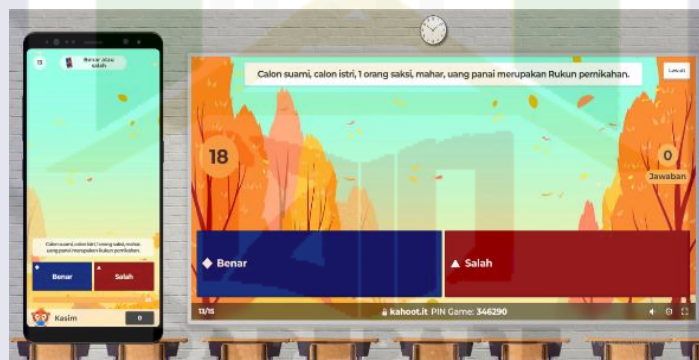 13
Benar atau
salah
Calon suami, calon istri, 1 orang saksi, mahar,
uang panai merupakan Rukun pernikahan.
Benar
Salah
Kasim
0
Calon suami, calon istri, 1 orang saksi, mahar, uang panai merupakan Rukun pernikahan.
Lewati
18
0
Jawaban
Benar
Salah
13/15
kahoot.it PIN Game: 346290